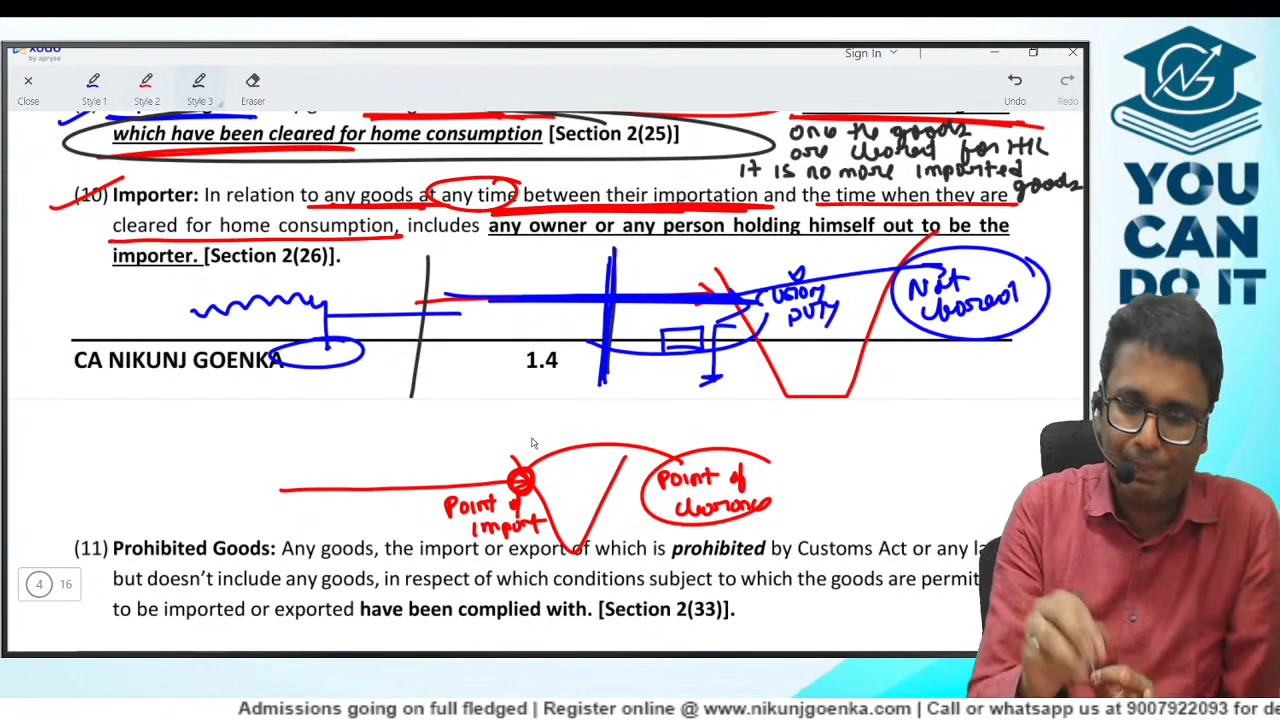 xodo
by apryse
Sign In
Close
Style 1
Style 2
Style 3
Eraser
Undo
Redo
which have been cleared for home consumption [Section 2(25)]
once the goods
are cleared for HHC
it is no more imported
goods
(10) Importer: In relation to any goods at any time between their importation and the time when they are
cleared for home consumption, includes any owner or any person holding himself out to be the
importer. [Section 2(26)].
DUTY
Not
cleared
CA NIKUNJ GOENKA
1.4
Point of
import
Point of
clearance
(11) Prohibited Goods: Any goods, the import or export of which is prohibited by Customs Act or any la
but doesn't include any goods, in respect of which conditions subject to which the goods are permit
to be imported or exported have been complied with. [Section 2(33)].
4 16
NG
YOU
CAN
DO IT
Admissions going on full fledged | Register online @ www.nikunjgoenka.com | Call or whatsapp us at 9007922093 for de